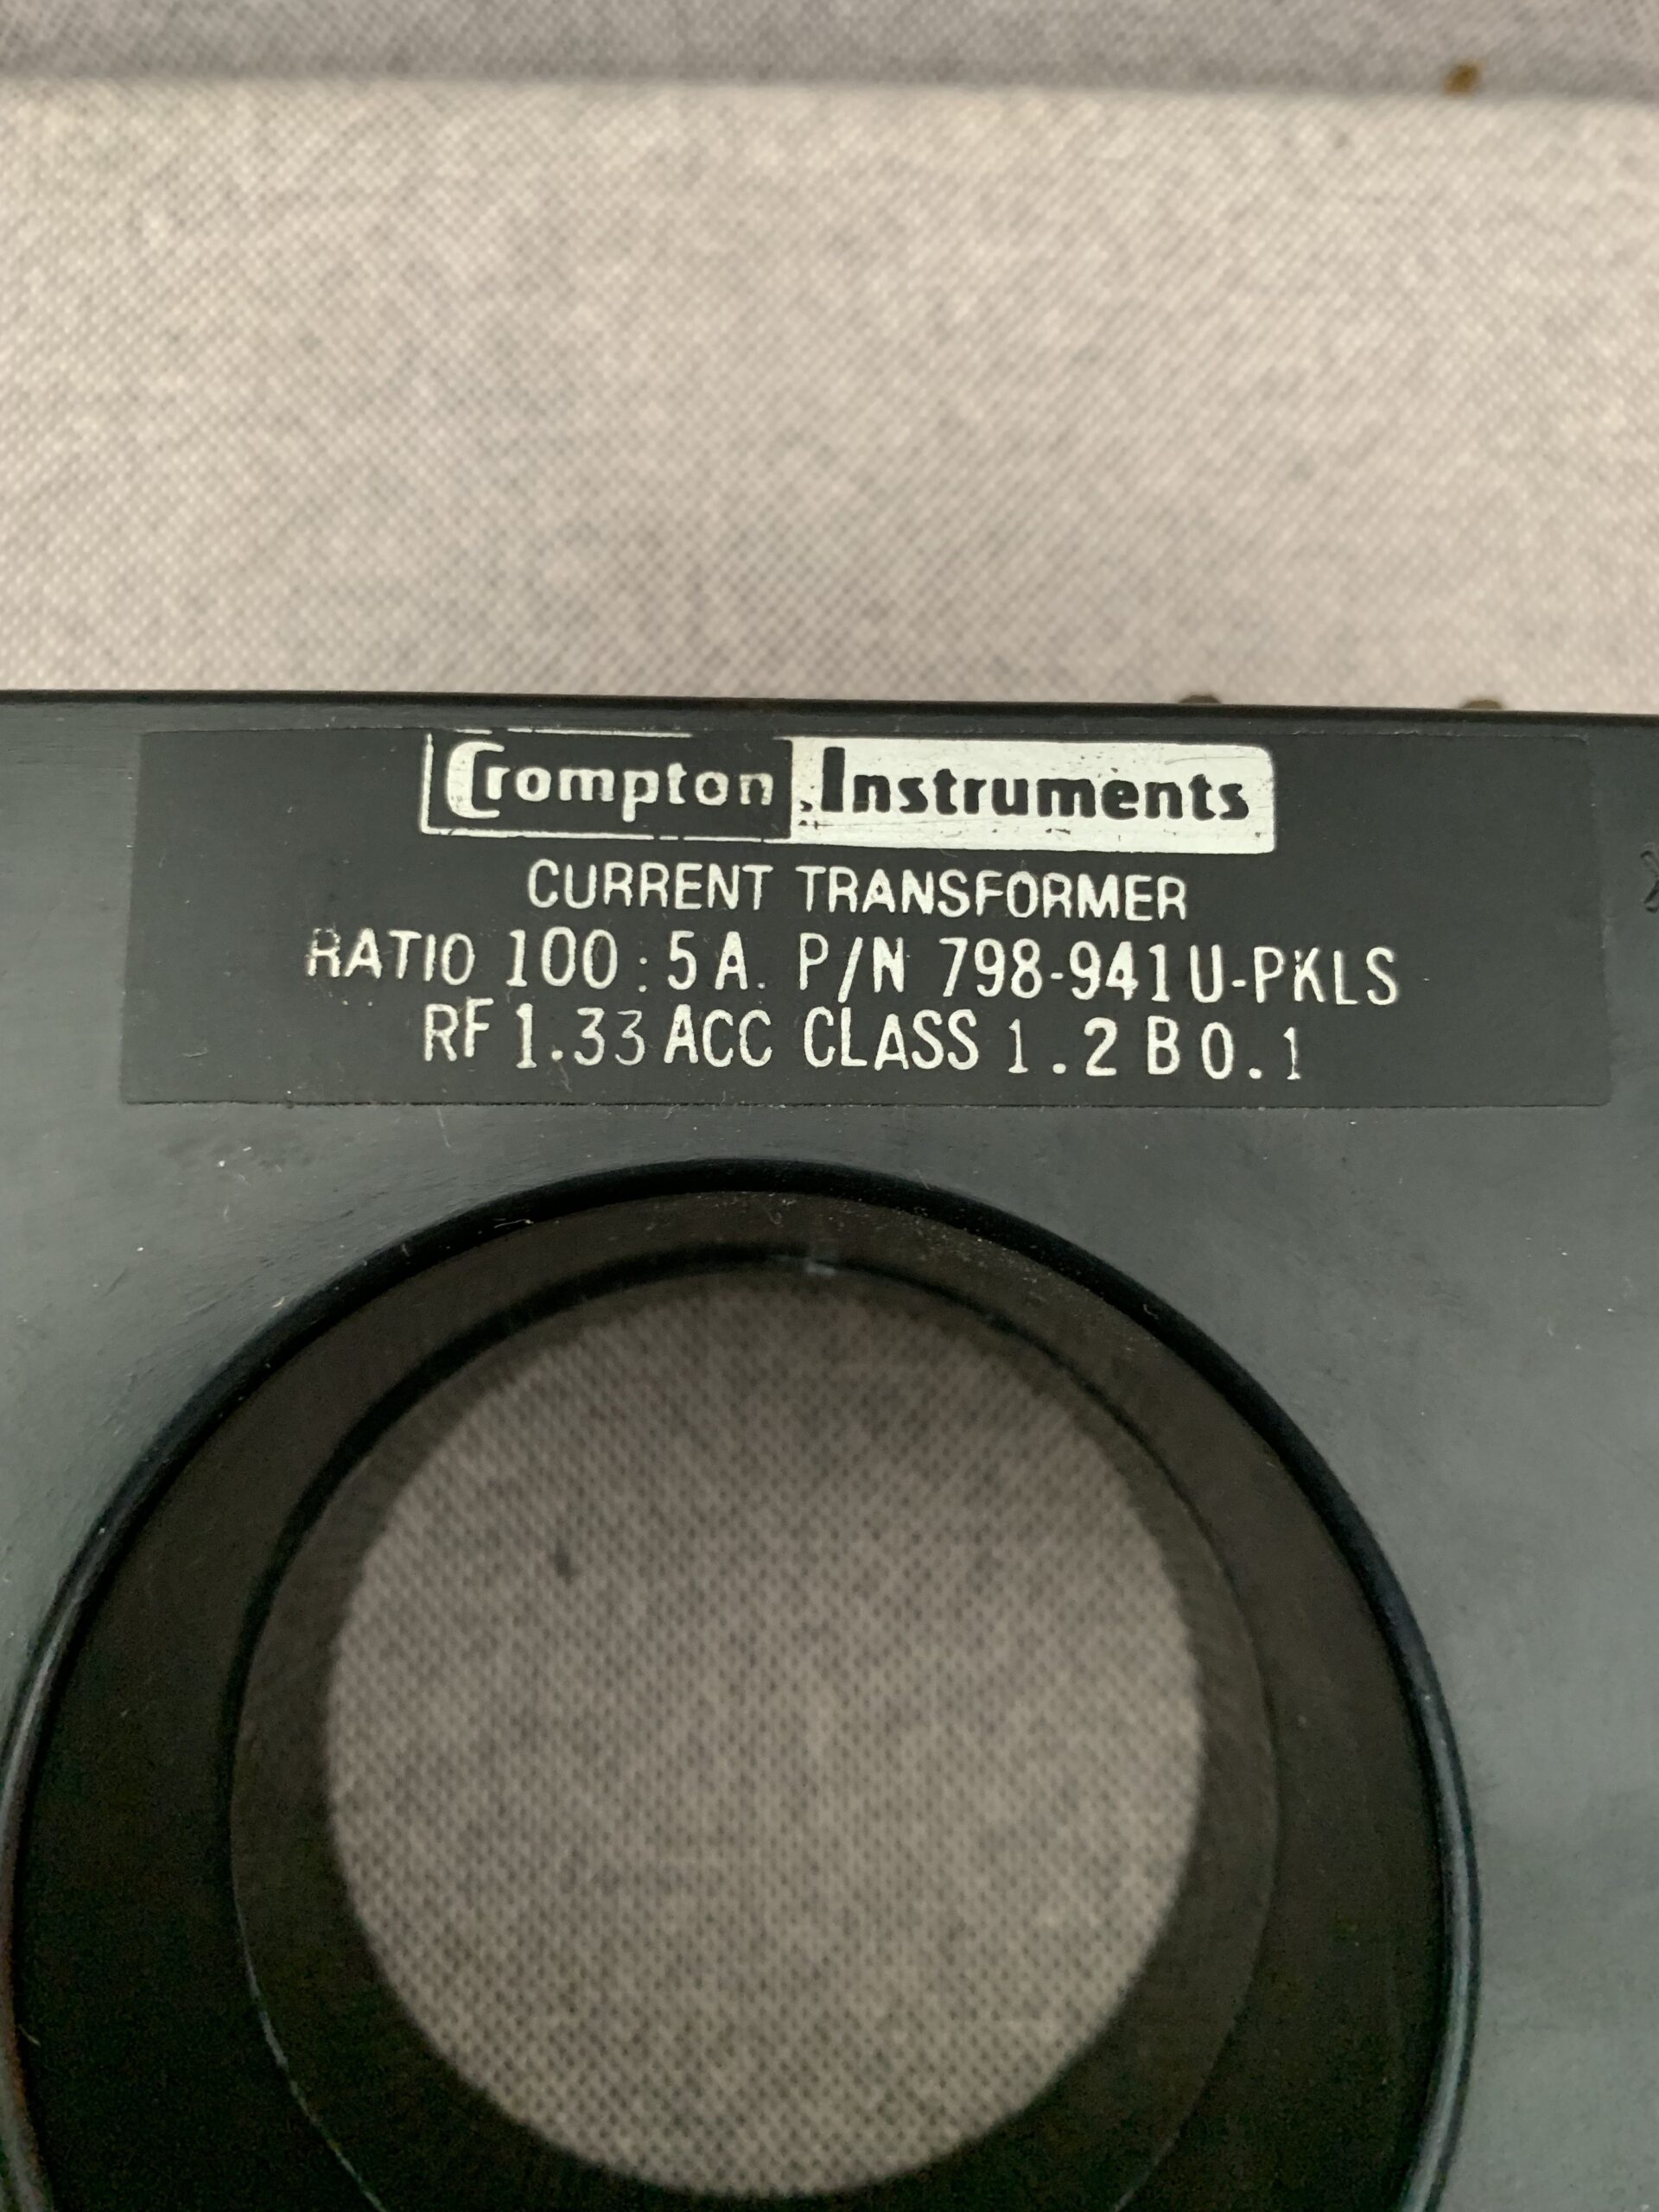 Crompton Instruments
CURRENT TRANSFORMER
RATIO 100:5A. P/N 798-941U-PKLS
RF 1.33 ACC CLASS 1.2 B 0.1